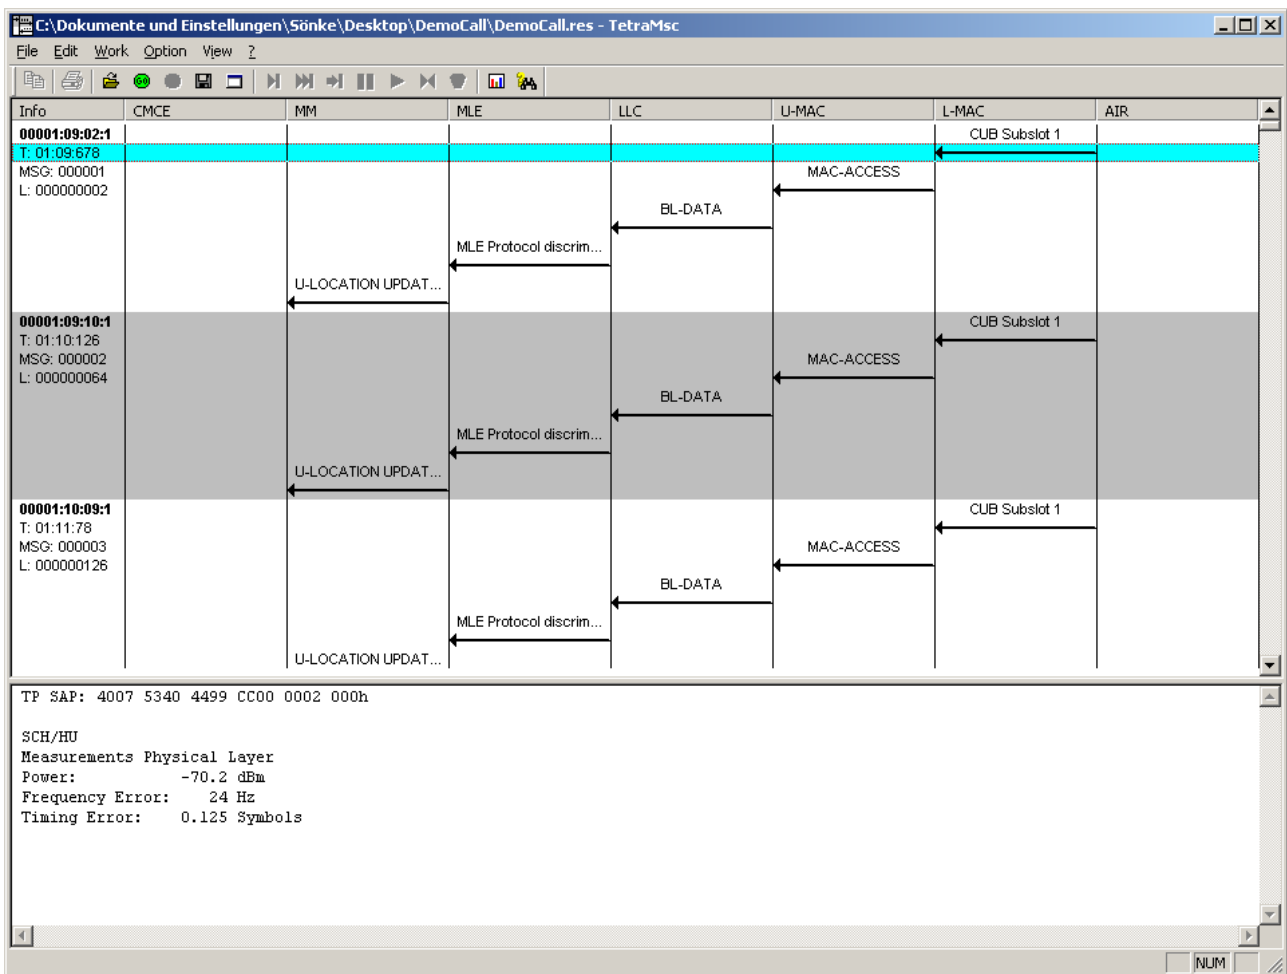 C:\Dokumente und Einstellungen\Sönke\Desktop\DemoCall\DemoCall.res - TetraMsc
File Edit Work Option View ?
Info CMCE MM MLE LLC U-MAC L-MAC AIR
00001:09:02:1 CUB Subslot 1
T: 01:09:678
MSG: 000001 MAC-ACCESS
L: 000000002
BL-DATA
MLE Protocol discrim...
U-LOCATION UPDAT...
00001:09:10:1 CUB Subslot 1
T: 01:10:126
MSG: 000002 MAC-ACCESS
L: 000000064
BL-DATA
MLE Protocol discrim...
U-LOCATION UPDAT...
00001:10:09:1 CUB Subslot 1
T: 01:11:78
MSG: 000003 MAC-ACCESS
L: 000000126
BL-DATA
MLE Protocol discrim...
U-LOCATION UPDAT...
TP SAP: 4007 5340 4499 CC00 0002 000h
SCH/HU
Measurements Physical Layer
Power: -70.2 dBm
Frequency Error: 24 Hz
Timing Error: 0.125 Symbols
NUM